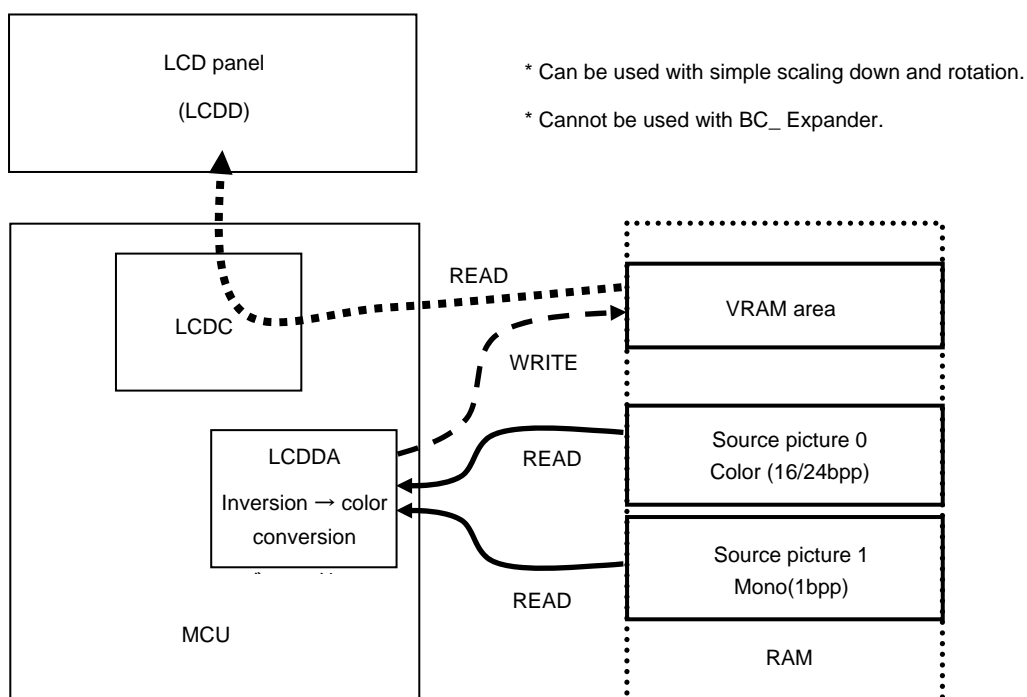 LCD panel
(LCDD)
* Can be used with simple scaling down and rotation.
* Cannot be used with BC_ Expander.
READ
VRAM area
LCDC
WRITE
LCDDA
Inversion → color
conversion
READ
Source picture 0
Color (16/24bpp)
Source picture 1
Mono(1bpp)
READ
MCU
RAM